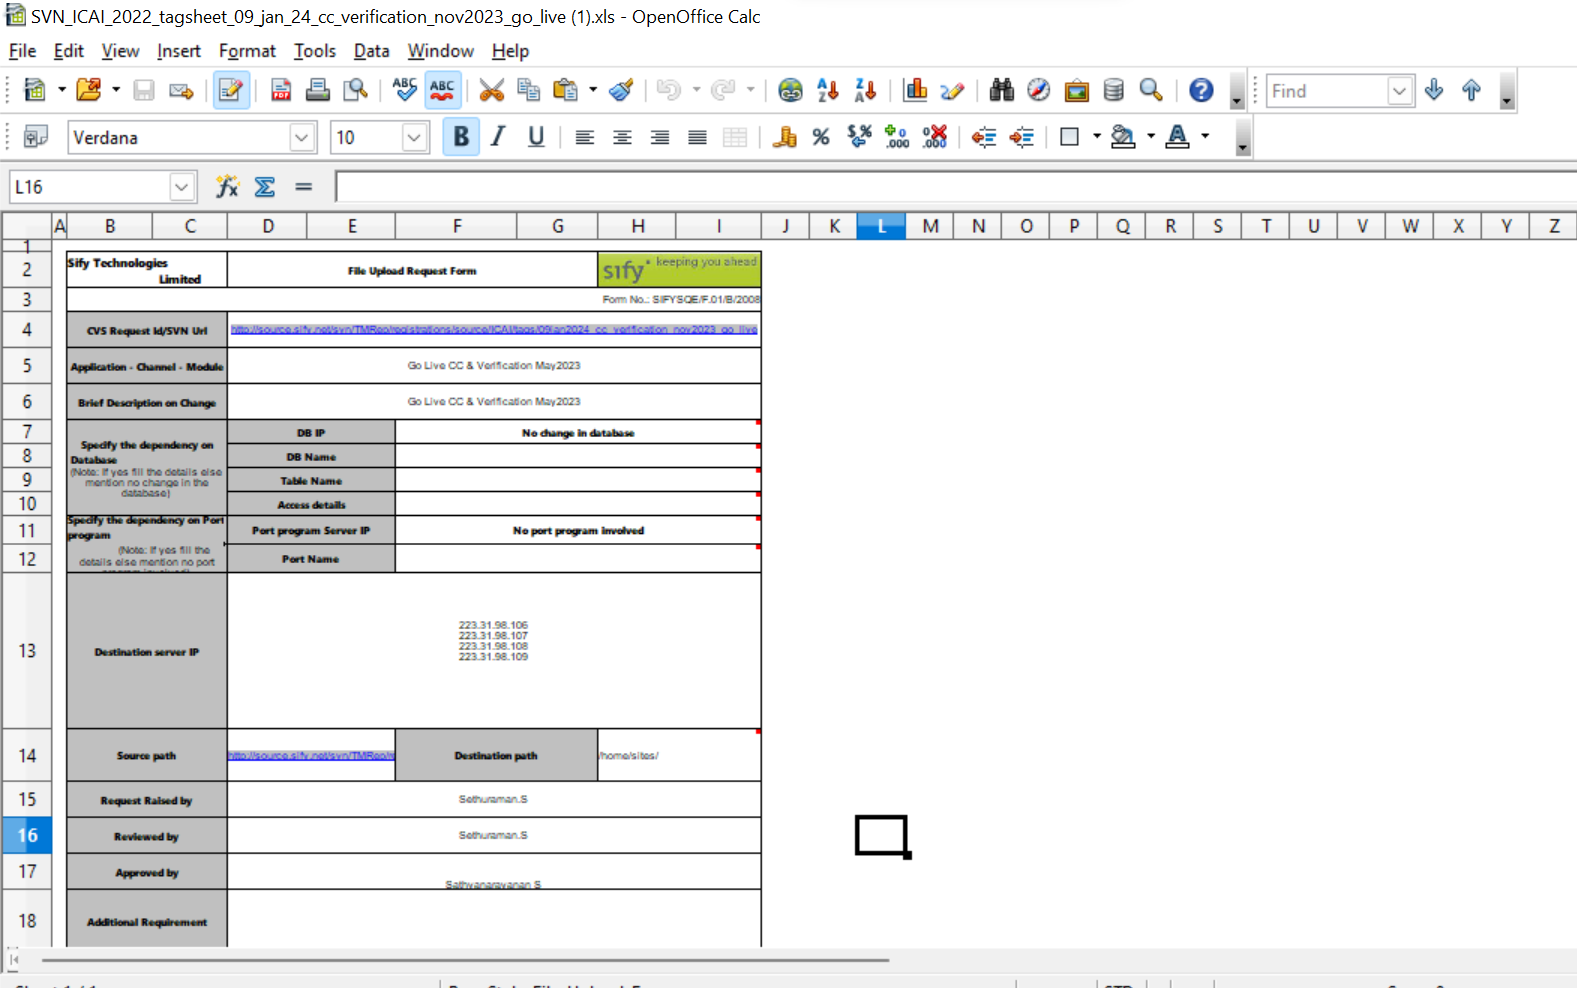 SVN_ICAI_2022_tagsheet_09_jan_24_cc_verification_nov2023_go_live (1).xls - OpenOffice Calc
File Edit View Insert Format Tools Data Window Help
Find
Verdana 10
L16
A B C D E F G H I J K L M N O P Q R S T U V W X Y Z
1
2 Sify Technologies Limited File Upload Request Form sify keeping you ahead
3 Form No.: SIFYSQE/F.01/B/2008
4 CVS Request Id/SVN Url http://source.sify.net/svn/TMRep/registrations/source/ICAI/tags/09jan2024_cc_verification_nov2023_go_live
5 Application - Channel - Module Go Live CC & Verification May2023
6 Brief Description on Change Go Live CC & Verification May2023
7 DB IP No change in database
Specify the dependency on Database
(Note: If yes fill the details else mention no change in the database)
8 DB Name
9 Table Name
10 Access details
11 Specify the dependency on Port program Port program Server IP No port program involved
12 (Note: If yes fill the details else mention no port Port Name
13 Destination server IP
223.31.98.106
223.31.98.107
223.31.98.108
223.31.98.109
14 Source path http://source.sify.net/svn/TMRep/ Destination path /home/sites/
15 Request Raised by Sethuraman.S
16 Reviewed by Sethuraman.S
17 Approved by Sathyanarayanan S
18 Additional Requirement